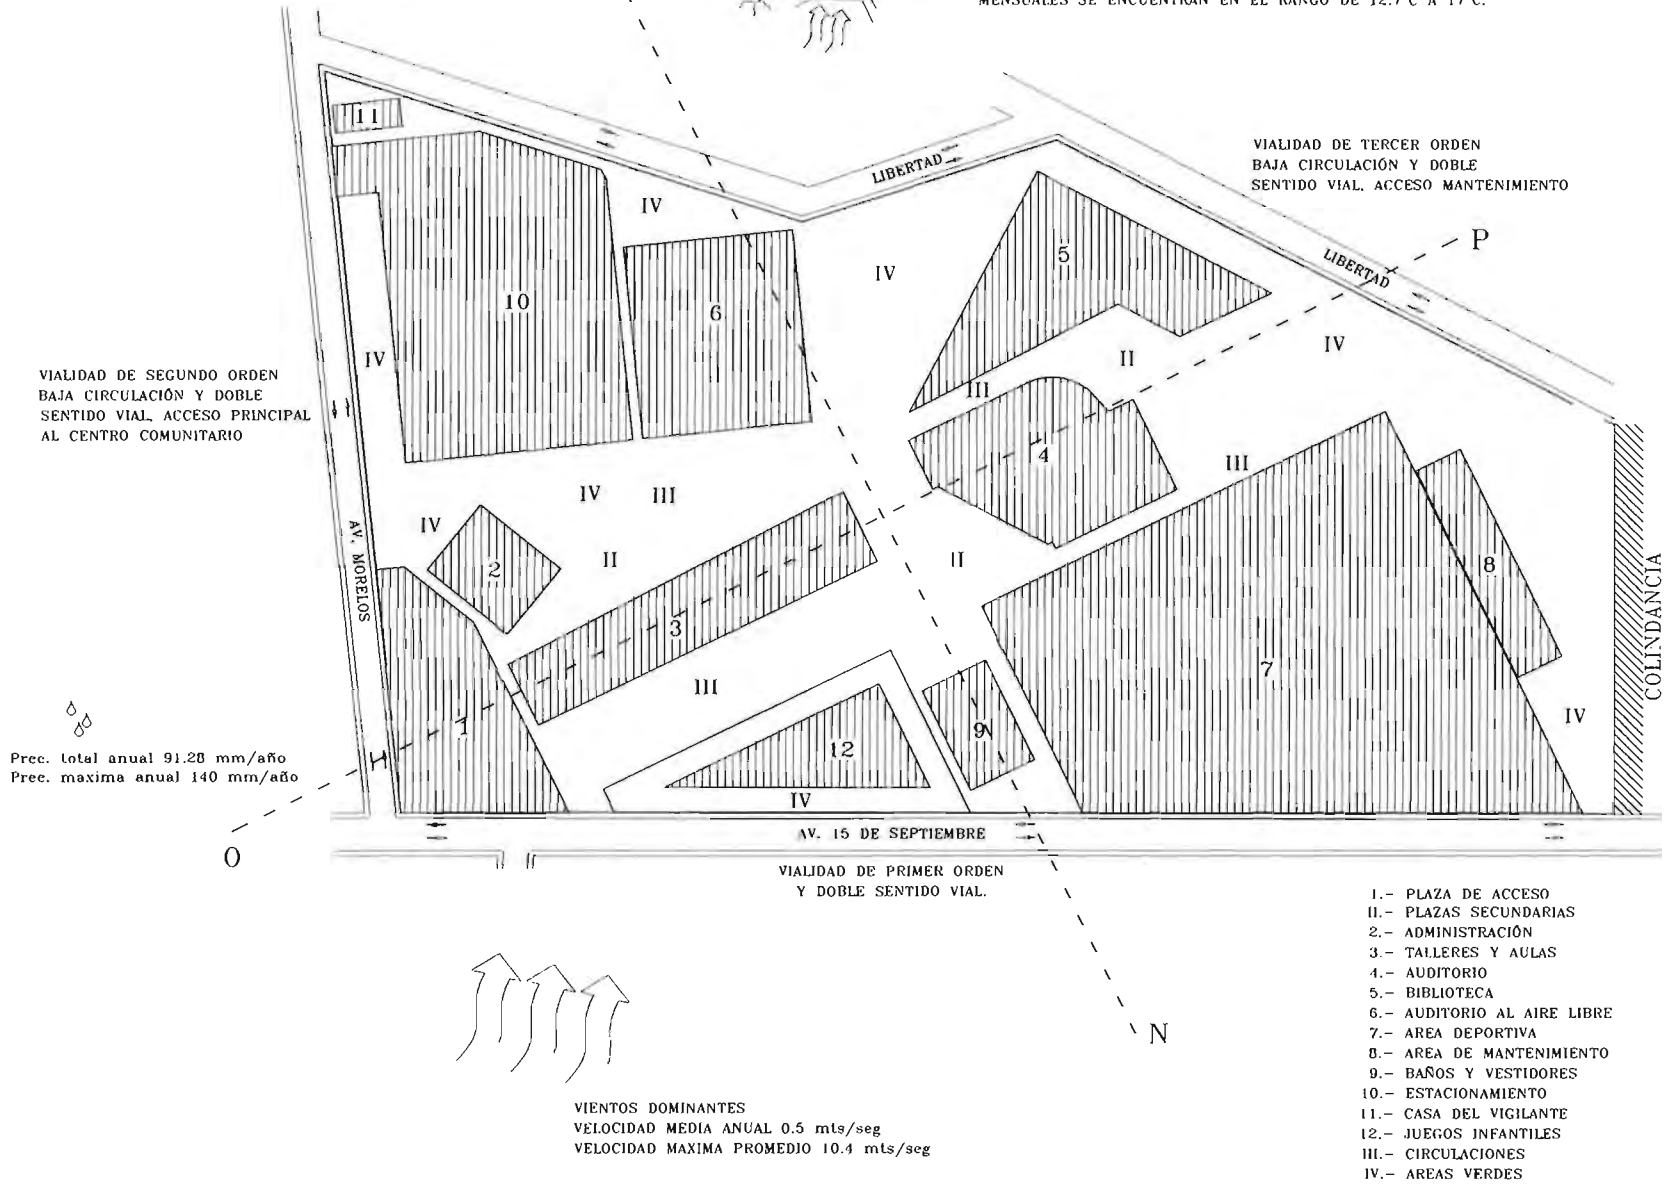 MENSUALES SE ENCUENTRAN EN EL RANGO DE 12.7°C A 17°C.
VIALIDAD DE TERCER ORDEN
BAJA CIRCULACIÓN Y DOBLE
SENTIDO VIAL, ACCESO MANTENIMIENTO
LIBERTAD
LIBERTAD
P
11
IV
5
IV
10
6
IV
II
IV
III
VIALIDAD DE SEGUNDO ORDEN
BAJA CIRCULACIÓN Y DOBLE
SENTIDO VIAL, ACCESO PRINCIPAL
AL CENTRO COMUNITARIO
4
III
IV
III
IV
AV. MORELOS
2
II
II
8
COLINDANCIA
3
7
III
IV
1
12
9
IV
Prec. total anual 91.28 mm/año
Prec. maxima anual 140 mm/año
O
AV. 15 DE SEPTIEMBRE
VIALIDAD DE PRIMER ORDEN
Y DOBLE SENTIDO VIAL.
N
VIENTOS DOMINANTES
VELOCIDAD MEDIA ANUAL 0.5 mts/seg
VELOCIDAD MAXIMA PROMEDIO 10.4 mts/seg
1.- PLAZA DE ACCESO
II.- PLAZAS SECUNDARIAS
2.- ADMINISTRACIÓN
3.- TALLERES Y AULAS
4.- AUDITORIO
5.- BIBLIOTECA
6.- AUDITORIO AL AIRE LIBRE
7.- AREA DEPORTIVA
8.- AREA DE MANTENIMIENTO
9.- BAÑOS Y VESTIDORES
10.- ESTACIONAMIENTO
11.- CASA DEL VIGILANTE
12.- JUEGOS INFANTILES
III.- CIRCULACIONES
IV.- AREAS VERDES